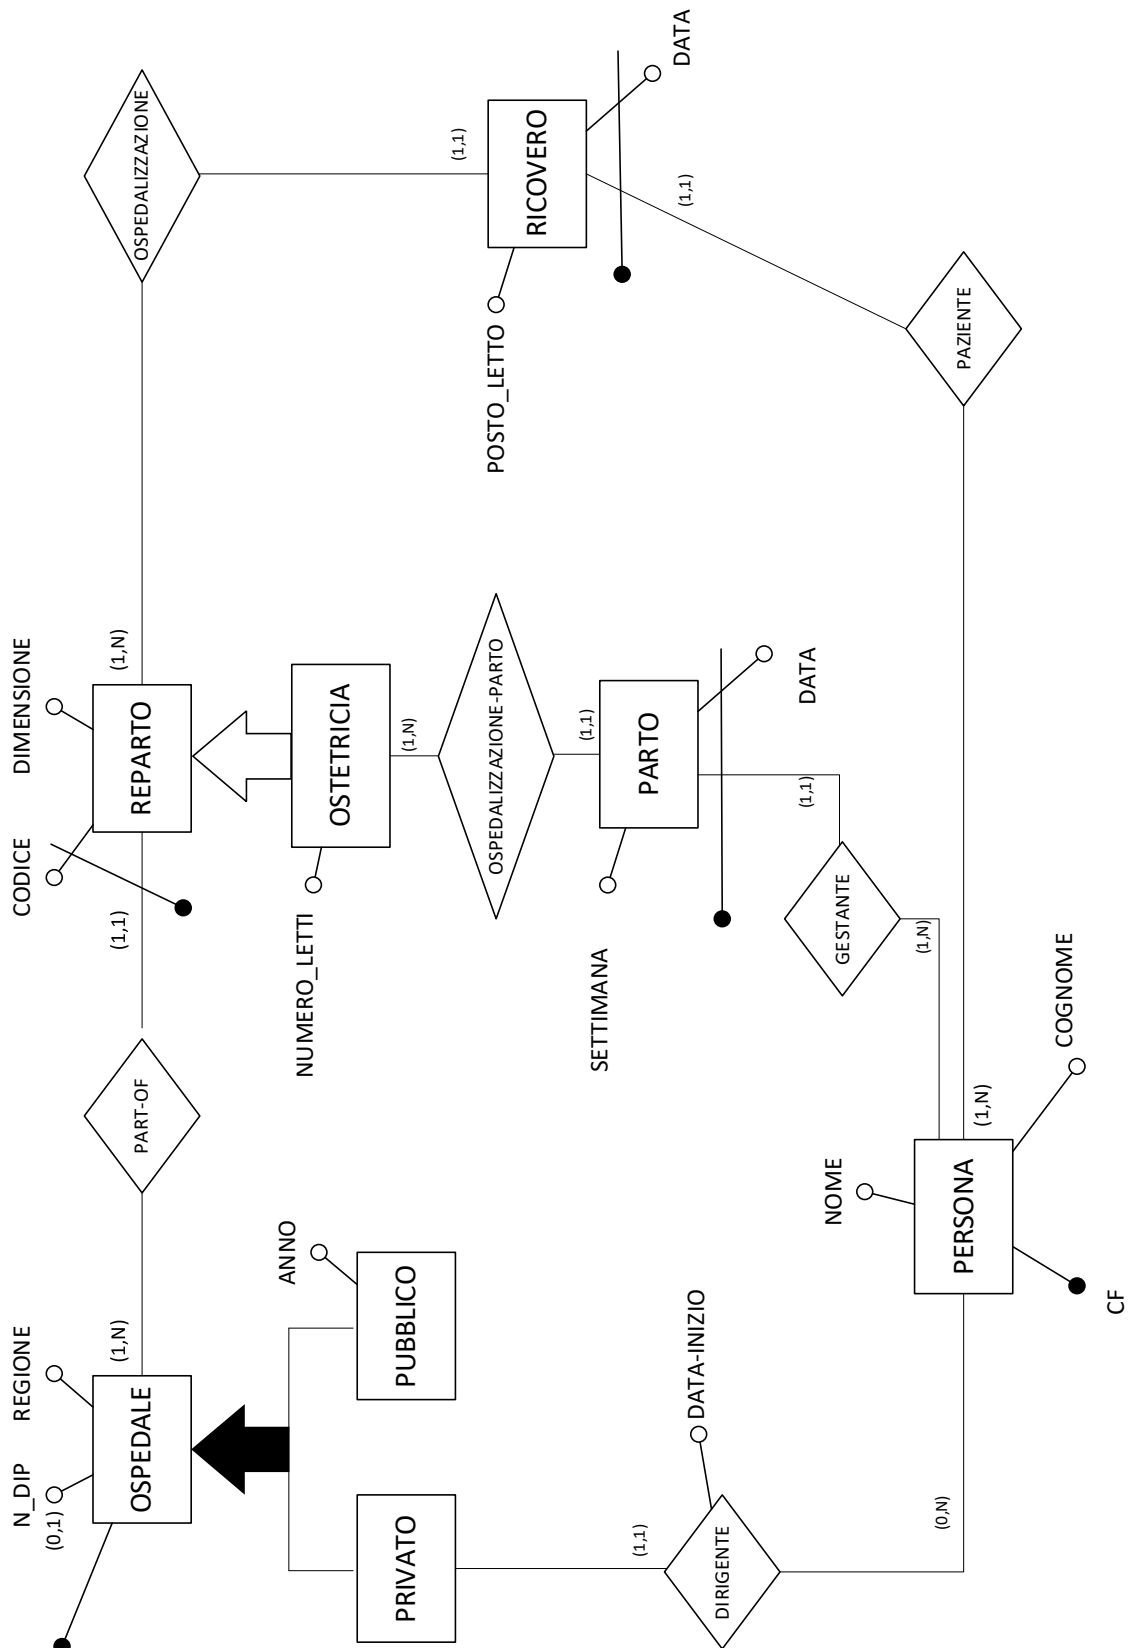 N_DIP
(0,1)
REGIONE
OSPEDALE
(1,N)
PART-OF
(1,1)
CODICE
DIMENSIONE
REPARTO
(1,N)
OSPEDALIZZAZIONE
PRIVATO
PUBBLICO
ANNO
NUMERO_LETTI
OSTETRICIA
(1,N)
OSPEDALIZZAZIONE-PARTO
(1,1)
POSTO_LETTO
RICOVERO
(1,1)
DATA
(1,1)
SETTIMANA
PARTO
DATA
(1,1)
(1,1)
DIRIGENTE
DATA-INIZIO
GESTANTE
(1,N)
PAZIENTE
(0,N)
NOME
PERSONA
(1,N)
COGNOME
CF